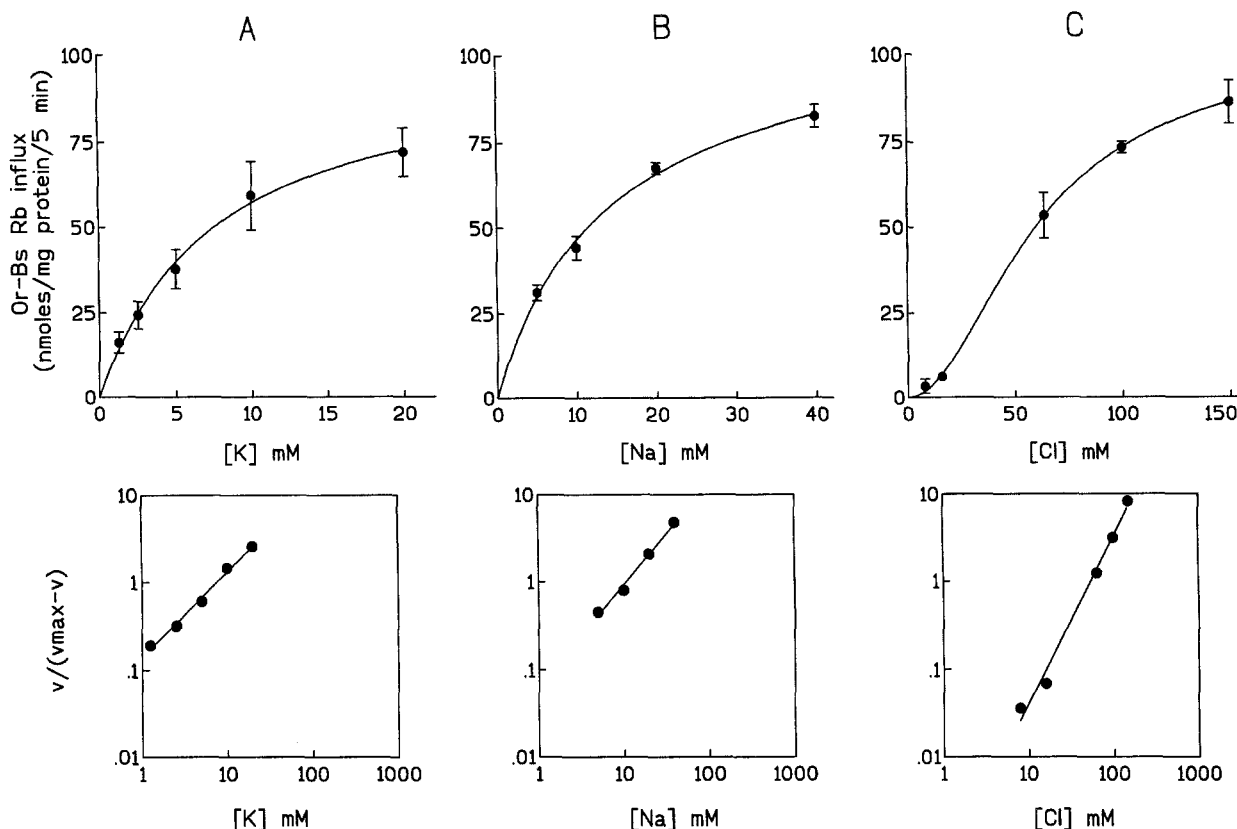 A
B
C
Or-Bs Rb influx
(nmoles/mg protein/5 min)
100
75
50
25
0
0 5 10 15 20
[K] mM
100
75
50
25
0
0 10 20 30 40
[Na] mM
100
75
50
25
0
0 50 100 150
[Cl] mM
v/(vmax-v)
10
1
.1
.01
1 10 100 1000
[K] mM
10
1
.1
.01
1 10 100 1000
[Na] mM
10
1
.1
.01
1 10 100 1000
[Cl] mM